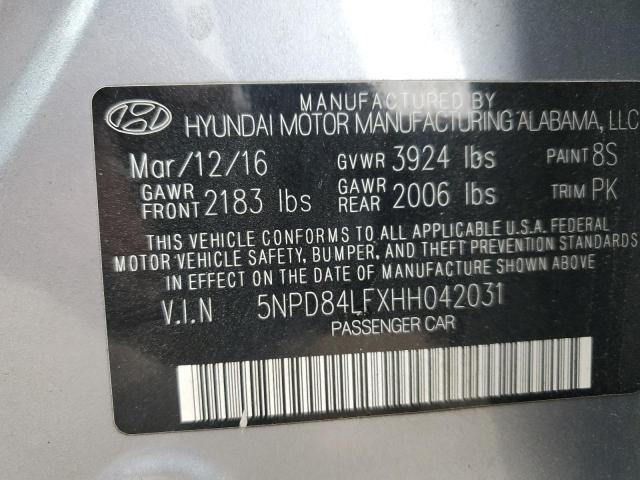 MANUFACTURED BY
HYUNDAI MOTOR MANUFACTURING ALABAMA, LLC
Mar/12/16 GVWR 3924 lbs PAINT 8S
GAWR FRONT 2183 lbs GAWR REAR 2006 lbs TRIM PK
THIS VEHICLE CONFORMS TO ALL APPLICABLE U.S.A. FEDERAL
MOTOR VEHICLE SAFETY, BUMPER, AND THEFT PREVENTION STANDARDS
IN EFFECT ON THE DATE OF MANUFACTURE SHOWN ABOVE.
V.I.N 5NPD84LFXHH042031
PASSENGER CAR